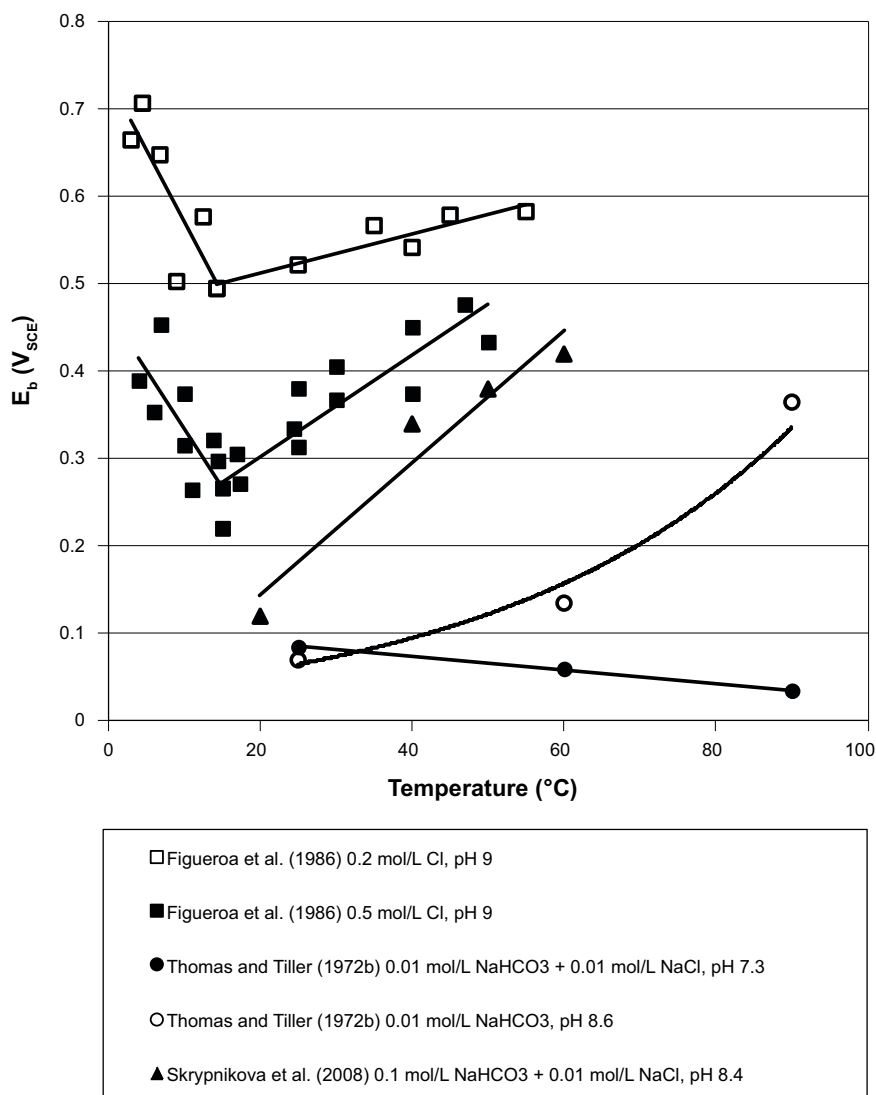 0.8
0.7
0.6
0.5
0.4
0.3
0.2
0.1
0
E_b (V_SCE)
0 20 40 60 80 100
Temperature (°C)
Figueroa et al. (1986) 0.2 mol/L Cl, pH 9
Figueroa et al. (1986) 0.5 mol/L Cl, pH 9
Thomas and Tiller (1972b) 0.01 mol/L NaHCO3 + 0.01 mol/L NaCl, pH 7.3
Thomas and Tiller (1972b) 0.01 mol/L NaHCO3, pH 8.6
Skrypnikova et al. (2008) 0.1 mol/L NaHCO3 + 0.01 mol/L NaCl, pH 8.4